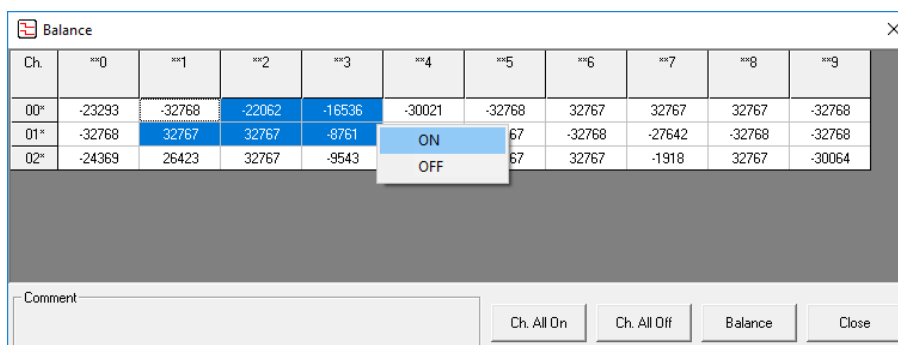 Balance
Ch. **0 **1 **2 **3 **4 **5 **6 **7 **8 **9
00* -23293 -32768 -22062 -16536 -30021 -32768 32767 32767 32767 -32768
01* -32768 32767 32767 -8761 67 -32768 -27642 -32768 -32768
ON
02* -24369 26423 32767 -9543 67 32767 -1918 32767 -30064
OFF
Comment
Ch. All On Ch. All Off Balance Close